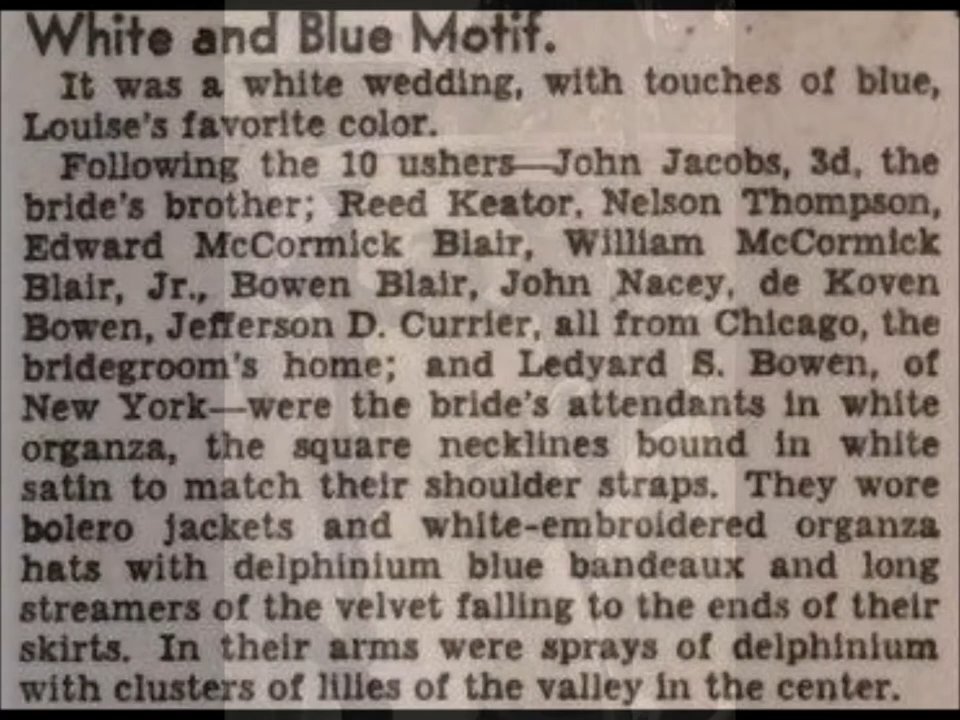 White and Blue Motif.
It was a white wedding, with touches of blue,
Louise's favorite color.
Following the 10 ushers—John Jacobs, 3d, the
bride's brother; Reed Keator, Nelson Thompson,
Edward McCormick Blair, William McCormick
Blair, Jr., Bowen Blair, John Nacey, de Koven
Bowen, Jefferson D. Currier, all from Chicago, the
bridegroom's home; and Ledyard S. Bowen, of
New York—were the bride's attendants in white
organza, the square necklines bound in white
satin to match their shoulder straps. They wore
bolero jackets and white-embroidered organza
hats with delphinium blue bandeaux and long
streamers of the velvet falling to the ends of their
skirts. In their arms were sprays of delphinium
with clusters of lilies of the valley in the center.